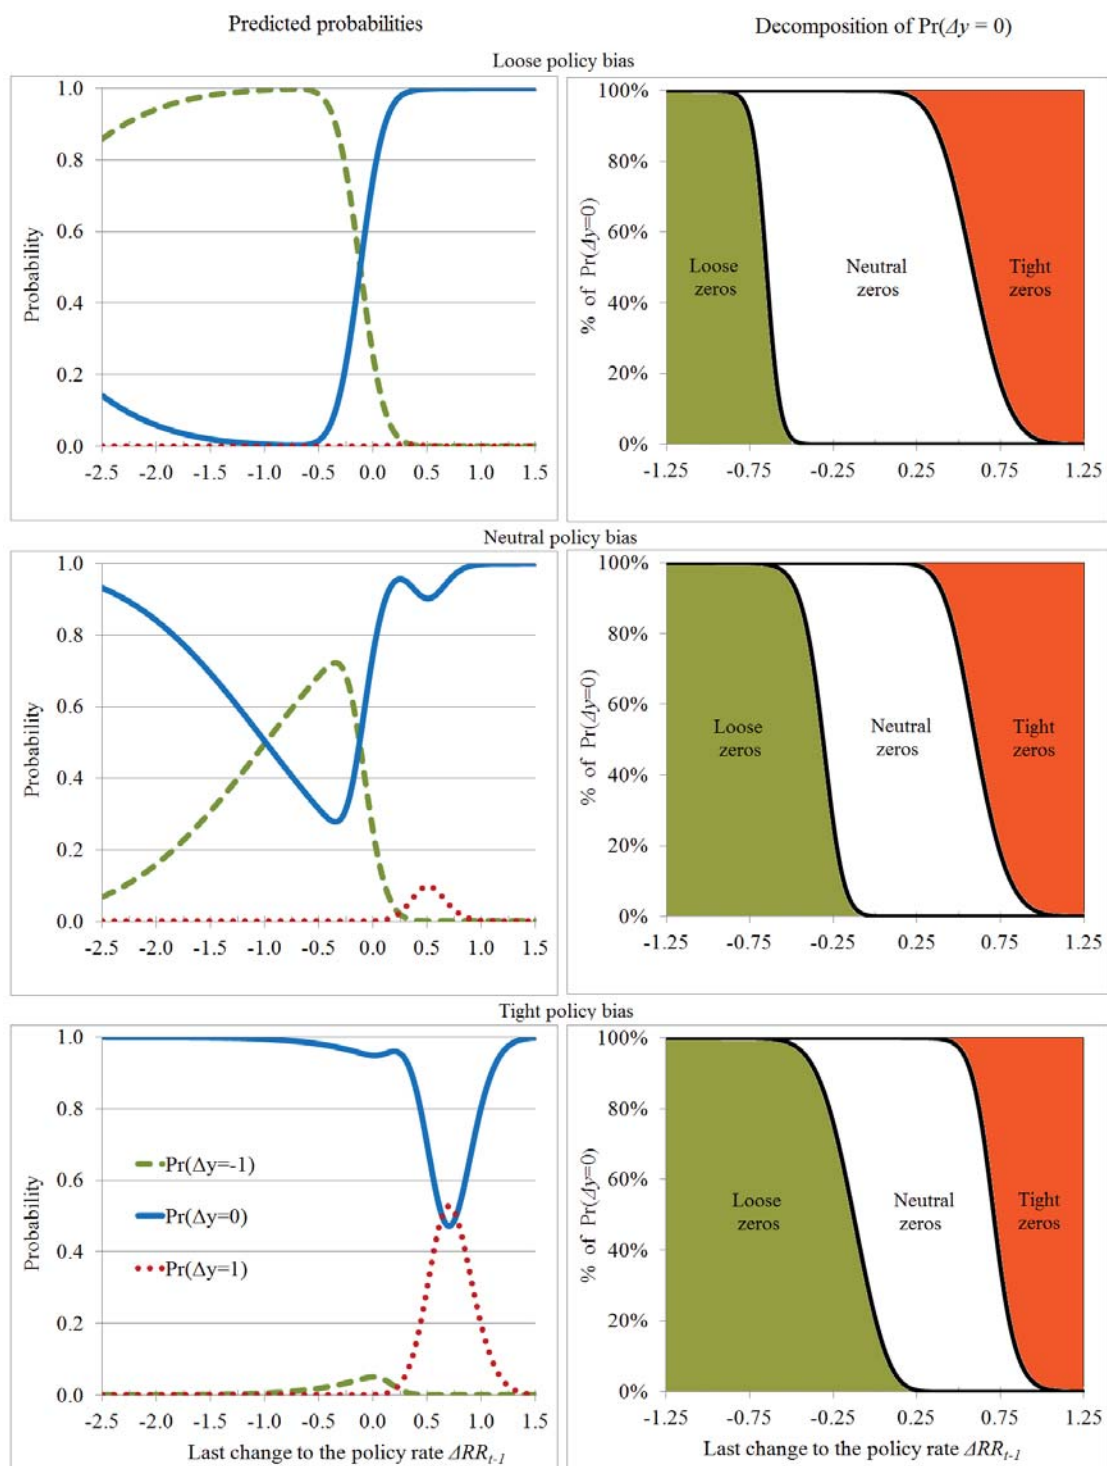 Predicted probabilities
Decomposition of Pr(Δy = 0)
Loose policy bias
1.0
0.8
0.6
0.4
0.2
0.0
Probability
-2.5 -2.0 -1.5 -1.0 -0.5 0.0 0.5 1.0 1.5
100%
80%
60%
40%
20%
0%
% of Pr(Δy=0)
Loose
zeros
Neutral
zeros
Tight
zeros
-1.25 -0.75 -0.25 0.25 0.75 1.25
Neutral policy bias
1.0
0.8
0.6
0.4
0.2
0.0
Probability
-2.5 -2.0 -1.5 -1.0 -0.5 0.0 0.5 1.0 1.5
100%
80%
60%
40%
20%
0%
% of Pr(Δy=0)
Loose
zeros
Neutral
zeros
Tight
zeros
-1.25 -0.75 -0.25 0.25 0.75 1.25
Tight policy bias
1.0
0.8
0.6
0.4
0.2
0.0
Probability
Pr(Δy=-1)
Pr(Δy=0)
Pr(Δy=1)
-2.5 -2.0 -1.5 -1.0 -0.5 0.0 0.5 1.0 1.5
Last change to the policy rate ΔRRt-1
100%
80%
60%
40%
20%
0%
% of Pr(Δy=0)
Loose
zeros
Neutral
zeros
Tight
zeros
-1.25 -0.75 -0.25 0.25 0.75 1.25
Last change to the policy rate ΔRRt-1